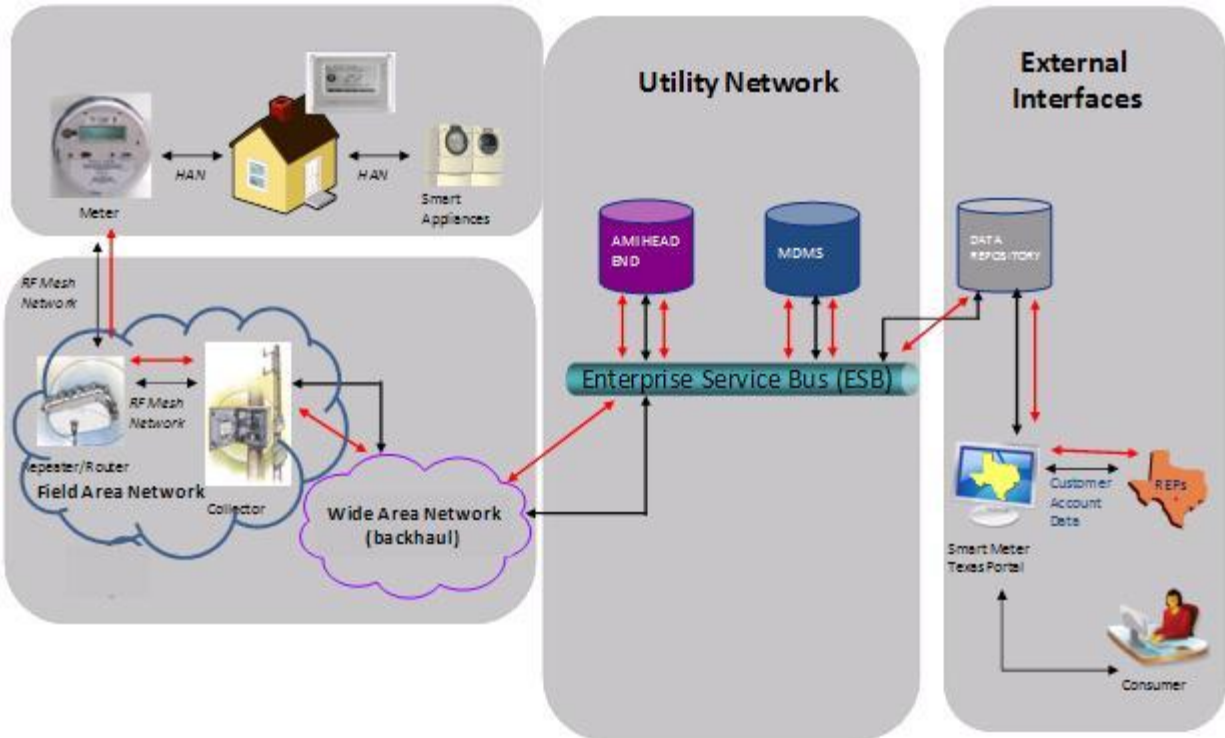 Utility Network
External
Interfaces
Meter
HAN
HAN
Smart
Appliances
RF Mesh
Network
RF Mesh
Network
Repeater/Router
Field Area Network
Collector
Wide Area Network
(backhaul)
AMI HEAD
END
MDMS
Enterprise Service Bus (ESB)
DATA
REPOSITORY
Customer
Account
Data
REPs
Smart Meter
Texas Portal
Consumer